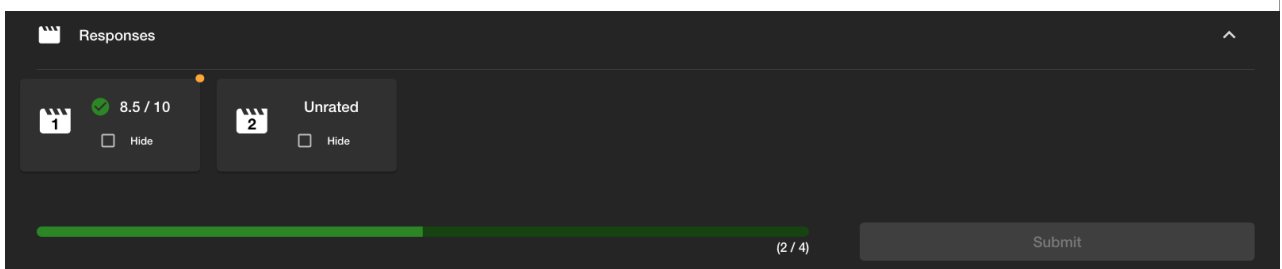 Responses
1
8.5 / 10
Hide
2
Unrated
Hide
(2 / 4)
Submit